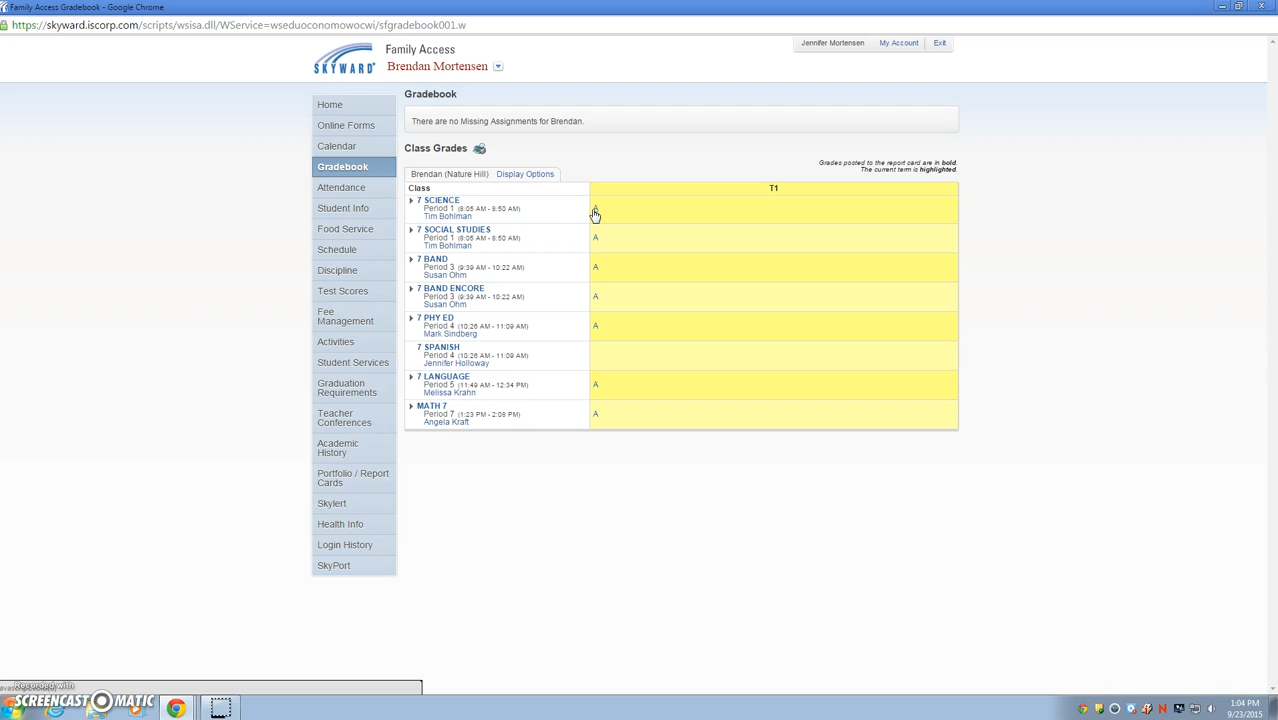 Family Access Gradebook - Google Chrome
https://skyward.iscorp.com/scripts/wsisa.dll/WService=wseduoconomowocwi/sfgradebook001.w
SKYWARD
Family Access
Brendan Mortensen
Jennifer Mortensen My Account Exit
Home
Online Forms
Calendar
Gradebook
Attendance
Student Info
Food Service
Schedule
Discipline
Test Scores
Fee
Management
Activities
Student Services
Graduation
Requirements
Teacher
Conferences
Academic
History
Portfolio / Report
Cards
Skylert
Health Info
Login History
SkyPort
Gradebook
There are no Missing Assignments for Brendan.
Class Grades
Grades posted to the report card are in bold.
The current term is highlighted.
Brendan (Nature Hill) Display Options
Class T1
7 SCIENCE
Period 1 (8:05 AM - 8:50 AM) A
Tim Bohlman
7 SOCIAL STUDIES
Period 1 (8:05 AM - 8:50 AM) A
Tim Bohlman
7 BAND
Period 3 (9:39 AM - 10:22 AM) A
Susan Ohm
7 BAND ENCORE
Period 3 (9:39 AM - 10:22 AM) A
Susan Ohm
7 PHY ED
Period 4 (10:26 AM - 11:09 AM) A
Mark Sindberg
7 SPANISH
Period 4 (10:26 AM - 11:09 AM)
Jennifer Holloway
7 LANGUAGE
Period 5 (11:49 AM - 12:34 PM) A
Melissa Krahn
MATH 7
Period 7 (1:23 PM - 2:08 PM) A
Angela Kraft
Recorded with
SCREENCAST MATIC
1:04 PM
9/23/2015